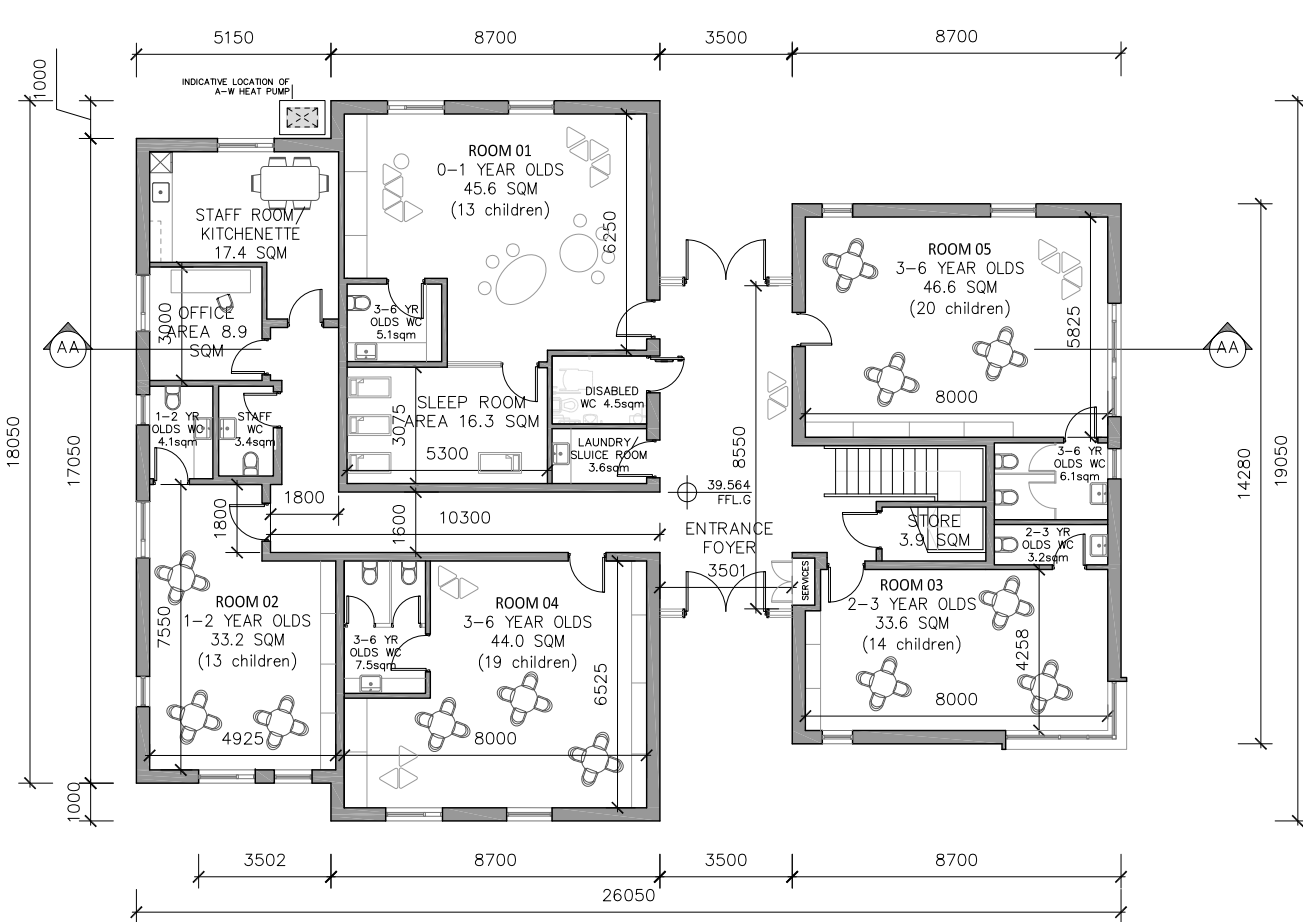 5150
8700
3500
8700
1000
INDICATIVE LOCATION OF
A-W HEAT PUMP
ROOM 01
0-1 YEAR OLDS
45.6 SQM
(13 children)
6250
STAFF ROOM/
KITCHENETTE
17.4 SQM
ROOM 05
3-6 YEAR OLDS
46.6 SQM
(20 children)
5825
8000
OFFICE
AREA 8.9
SQM
3000
3-6 YR
OLDS WC
5.1sqm
AA
AA
18050
17050
14280
19050
1-2 YR
OLDS WC
4.1sqm
STAFF
WC
3.4sqm
SLEEP ROOM
AREA 16.3 SQM
3075
5300
DISABLED
WC 4.5sqm
LAUNDRY/
SLUICE ROOM
3.6sqm
8550
3-6 YR
OLDS WC
6.1sqm
39.564
FFL.G
1800
1800
1600
10300
ENTRANCE
FOYER
3501
STORE
3.9 SQM
2-3 YR
OLDS WC
3.2sqm
SERVICES
ROOM 02
1-2 YEAR OLDS
33.2 SQM
(13 children)
7550
4925
3-6 YR
OLDS WC
7.5sqm
ROOM 04
3-6 YEAR OLDS
44.0 SQM
(19 children)
6525
8000
ROOM 03
2-3 YEAR OLDS
33.6 SQM
(14 children)
4258
8000
1000
3502
8700
3500
8700
26050